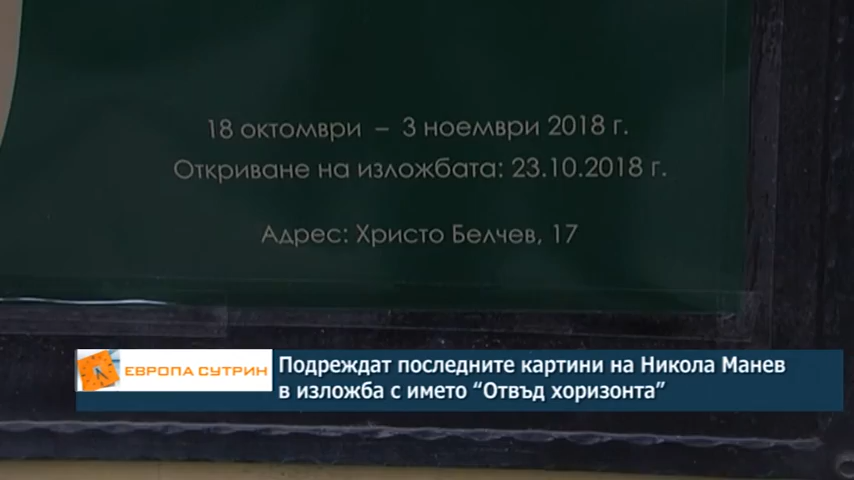 18 октомври – 3 ноември 2018 г.
Откриване на изложбата: 23.10.2018 г.
Адрес: Христо Белчев, 17
ЕВРОПА СУТРИН
Подреждат последните картини на Никола Манев
в изложба с името “Отвъд хоризонта”